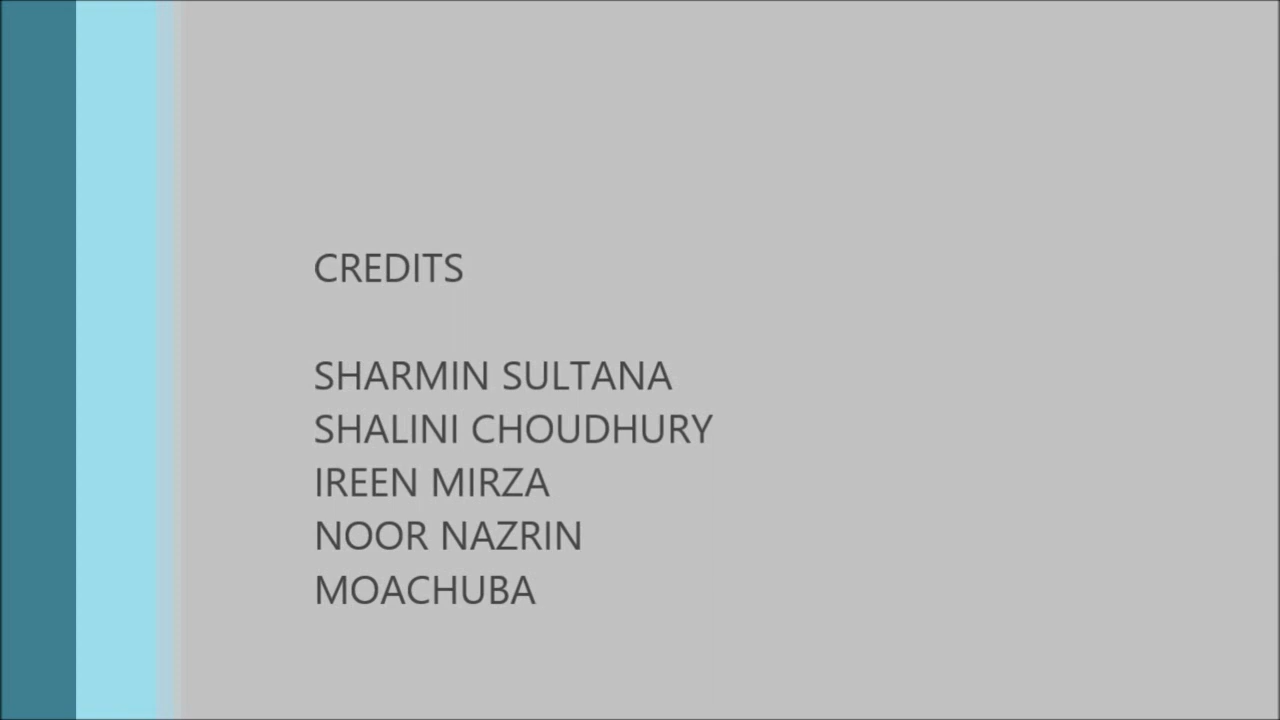 CREDITS
SHARMIN SULTANA
SHALINI CHOUDHURY
IREEN MIRZA
NOOR NAZRIN
MOACHUBA